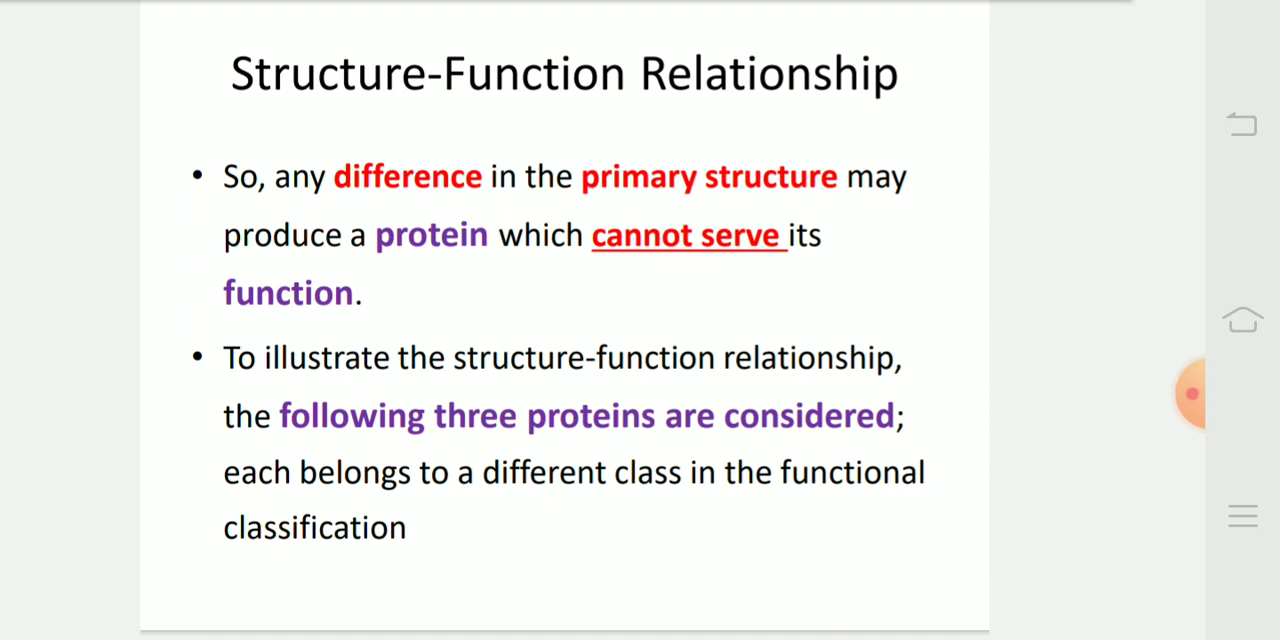 Structure-Function Relationship
• So, any difference in the primary structure may
produce a protein which cannot serve its
function.
• To illustrate the structure-function relationship,
the following three proteins are considered;
each belongs to a different class in the functional
classification